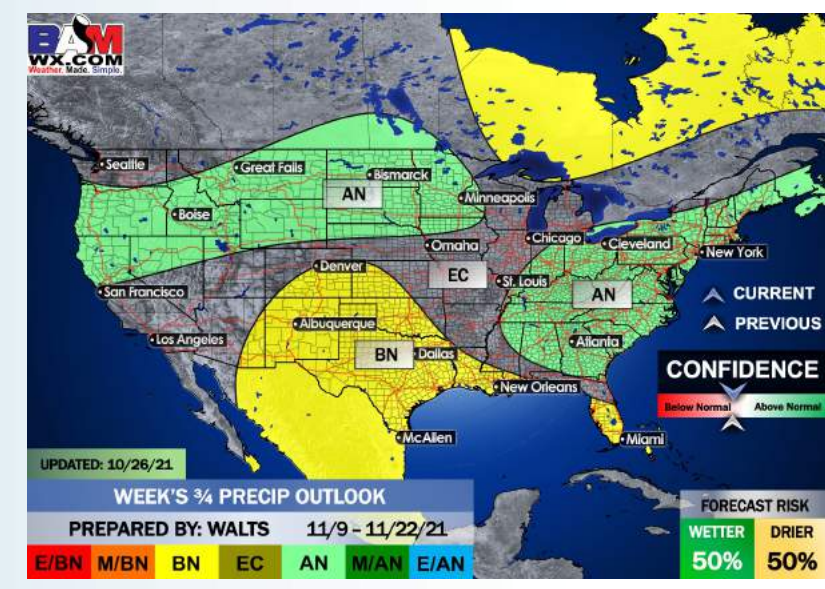 BAM
WX.COM
Weather. Made. Simple.
Seattle
Great Falls
Bismarck
AN
Minneapolis
Boise
Omaha
Chicago
Cleveland
New York
Denver
EC
St. Louis
AN
San Francisco
CURRENT
Albuquerque
PREVIOUS
Los Angeles
BN
Dallas
Atlanta
CONFIDENCE
New Orleans
Below Normal
Above Normal
McAllen
Miami
UPDATED: 10/26/21
WEEK'S ¾ PRECIP OUTLOOK
PREPARED BY: WALTS 11/9 – 11/22/21
E/BN M/BN BN EC AN M/AN E/AN
FORECAST RISK
WETTER DRIER
50% 50%